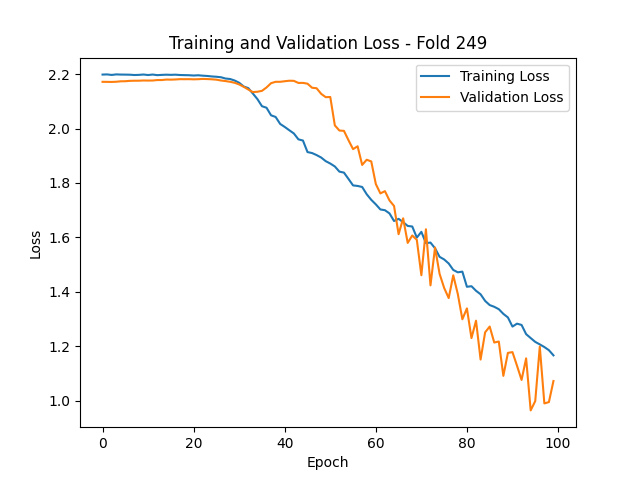 Training and Validation Loss - Fold 249
Training Loss
Validation Loss
Loss
2.2
2.0
1.8
1.6
1.4
1.2
1.0
0 20 40 60 80 100
Epoch